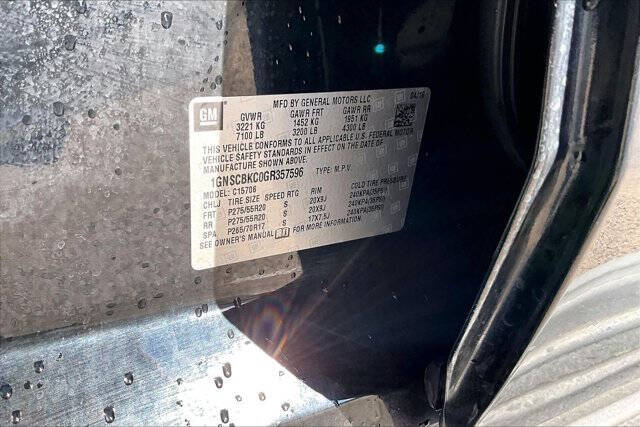 GM
MFD BY GENERAL MOTORS LLC 04/16
GVWR GAWR FRT GAWR RR
3221 KG 1452 KG 1951 KG
7100 LB 3200 LB 4300 LB
THIS VEHICLE CONFORMS TO ALL APPLICABLE U.S. FEDERAL MOTOR
VEHICLE SAFETY STANDARDS IN EFFECT ON THE DATE OF
MANUFACTURE SHOWN ABOVE.
1GNSCBKC0GR357596 TYPE: M.P.V.
MODEL: C15706
TIRE SIZE SPEED RTG RIM COLD TIRE PRESSURE
FRT P275/55R20 S 20X9J 240KPA(35PSI)
RR P275/55R20 S 20X9J 240KPA(35PSI)
SPA P265/70R17 S 17X7.5J 240KPA(35PSI)
SEE OWNER'S MANUAL FOR MORE INFORMATION.